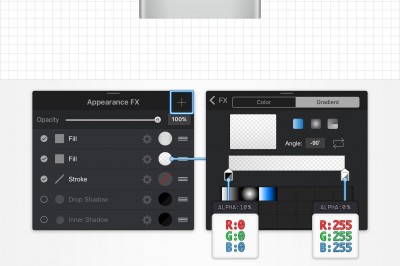 Appearance FX
Opacity 100%
Fill
Fill
Stroke
Drop Shadow
Inner Shadow
FX
Color Gradient
Angle: -90°
ALPHA:10% ALPHA:0%
R:0 R:255
G:0 G:255
B:0 B:255